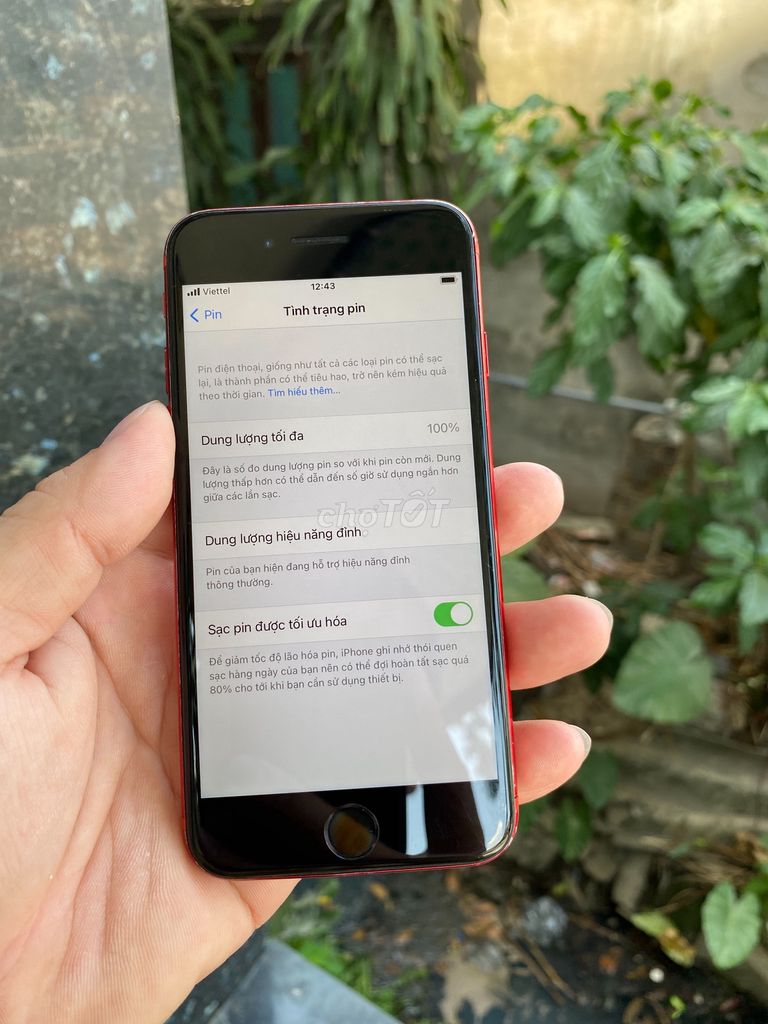 Viettel 12:43
Pin Tình trạng pin
Pin điện thoại, giống như tất cả các loại pin có thể sạc
lại, là thành phần có thể tiêu hao, trở nên kém hiệu quả
theo thời gian. Tìm hiểu thêm...
Dung lượng tối đa 100%
Đây là số đo dung lượng pin so với khi pin còn mới. Dung
lượng thấp hơn có thể dẫn đến số giờ sử dụng ngắn hơn
giữa các lần sạc.
chợTỐT
Dung lượng hiệu năng đỉnh
Pin của bạn hiện đang hỗ trợ hiệu năng đỉnh
thông thường.
Sạc pin được tối ưu hóa
Để giảm tốc độ lão hóa pin, iPhone ghi nhớ thói quen
sạc hàng ngày của bạn nên có thể đợi hoàn tất sạc quá
80% cho tới khi bạn cần sử dụng thiết bị.